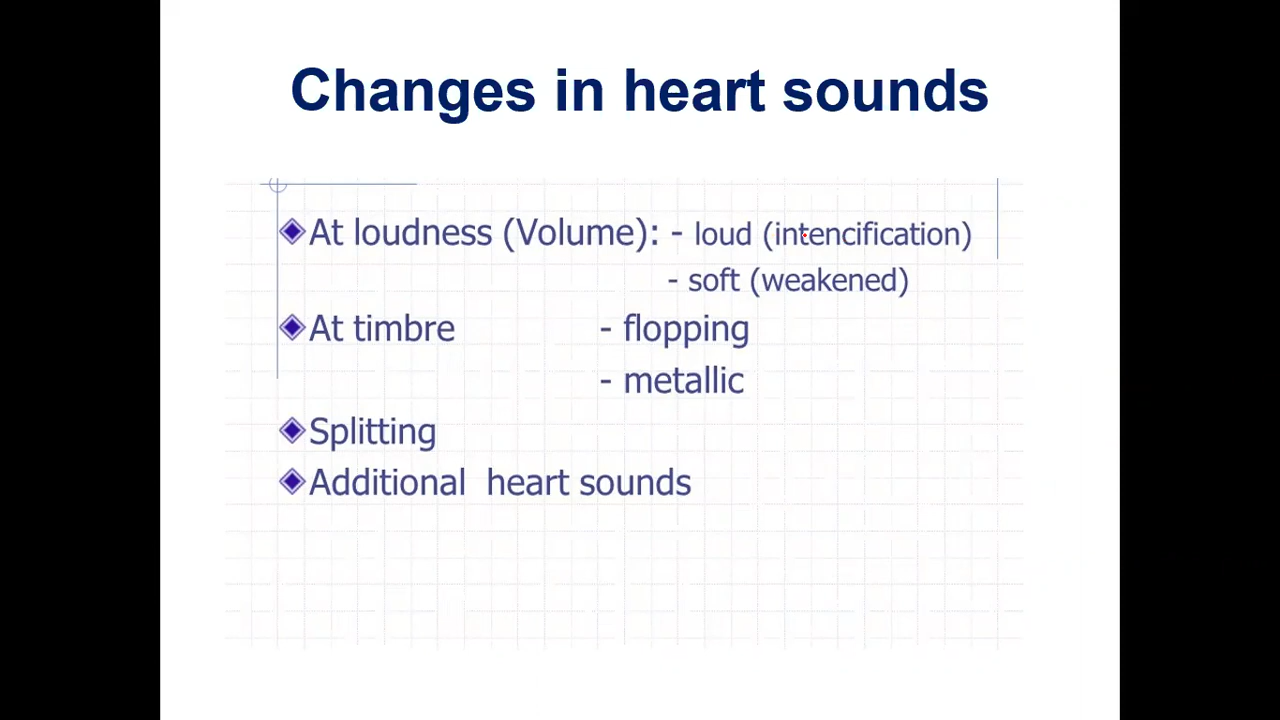 Changes in heart sounds
At loudness (Volume): - loud (intencification)
- soft (weakened)
At timbre - flopping
- metallic
Splitting
Additional heart sounds